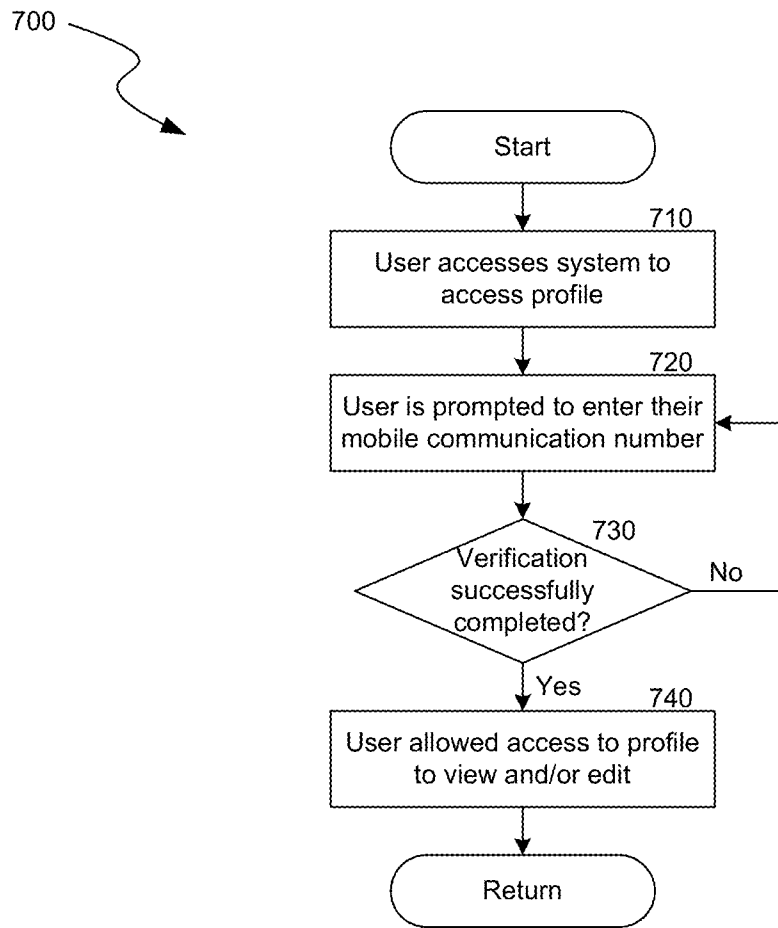 700
Start
710
User accesses system to
access profile
720
User is prompted to enter their
mobile communication number
730
Verification
successfully
completed?
No
Yes
740
User allowed access to profile
to view and/or edit
Return